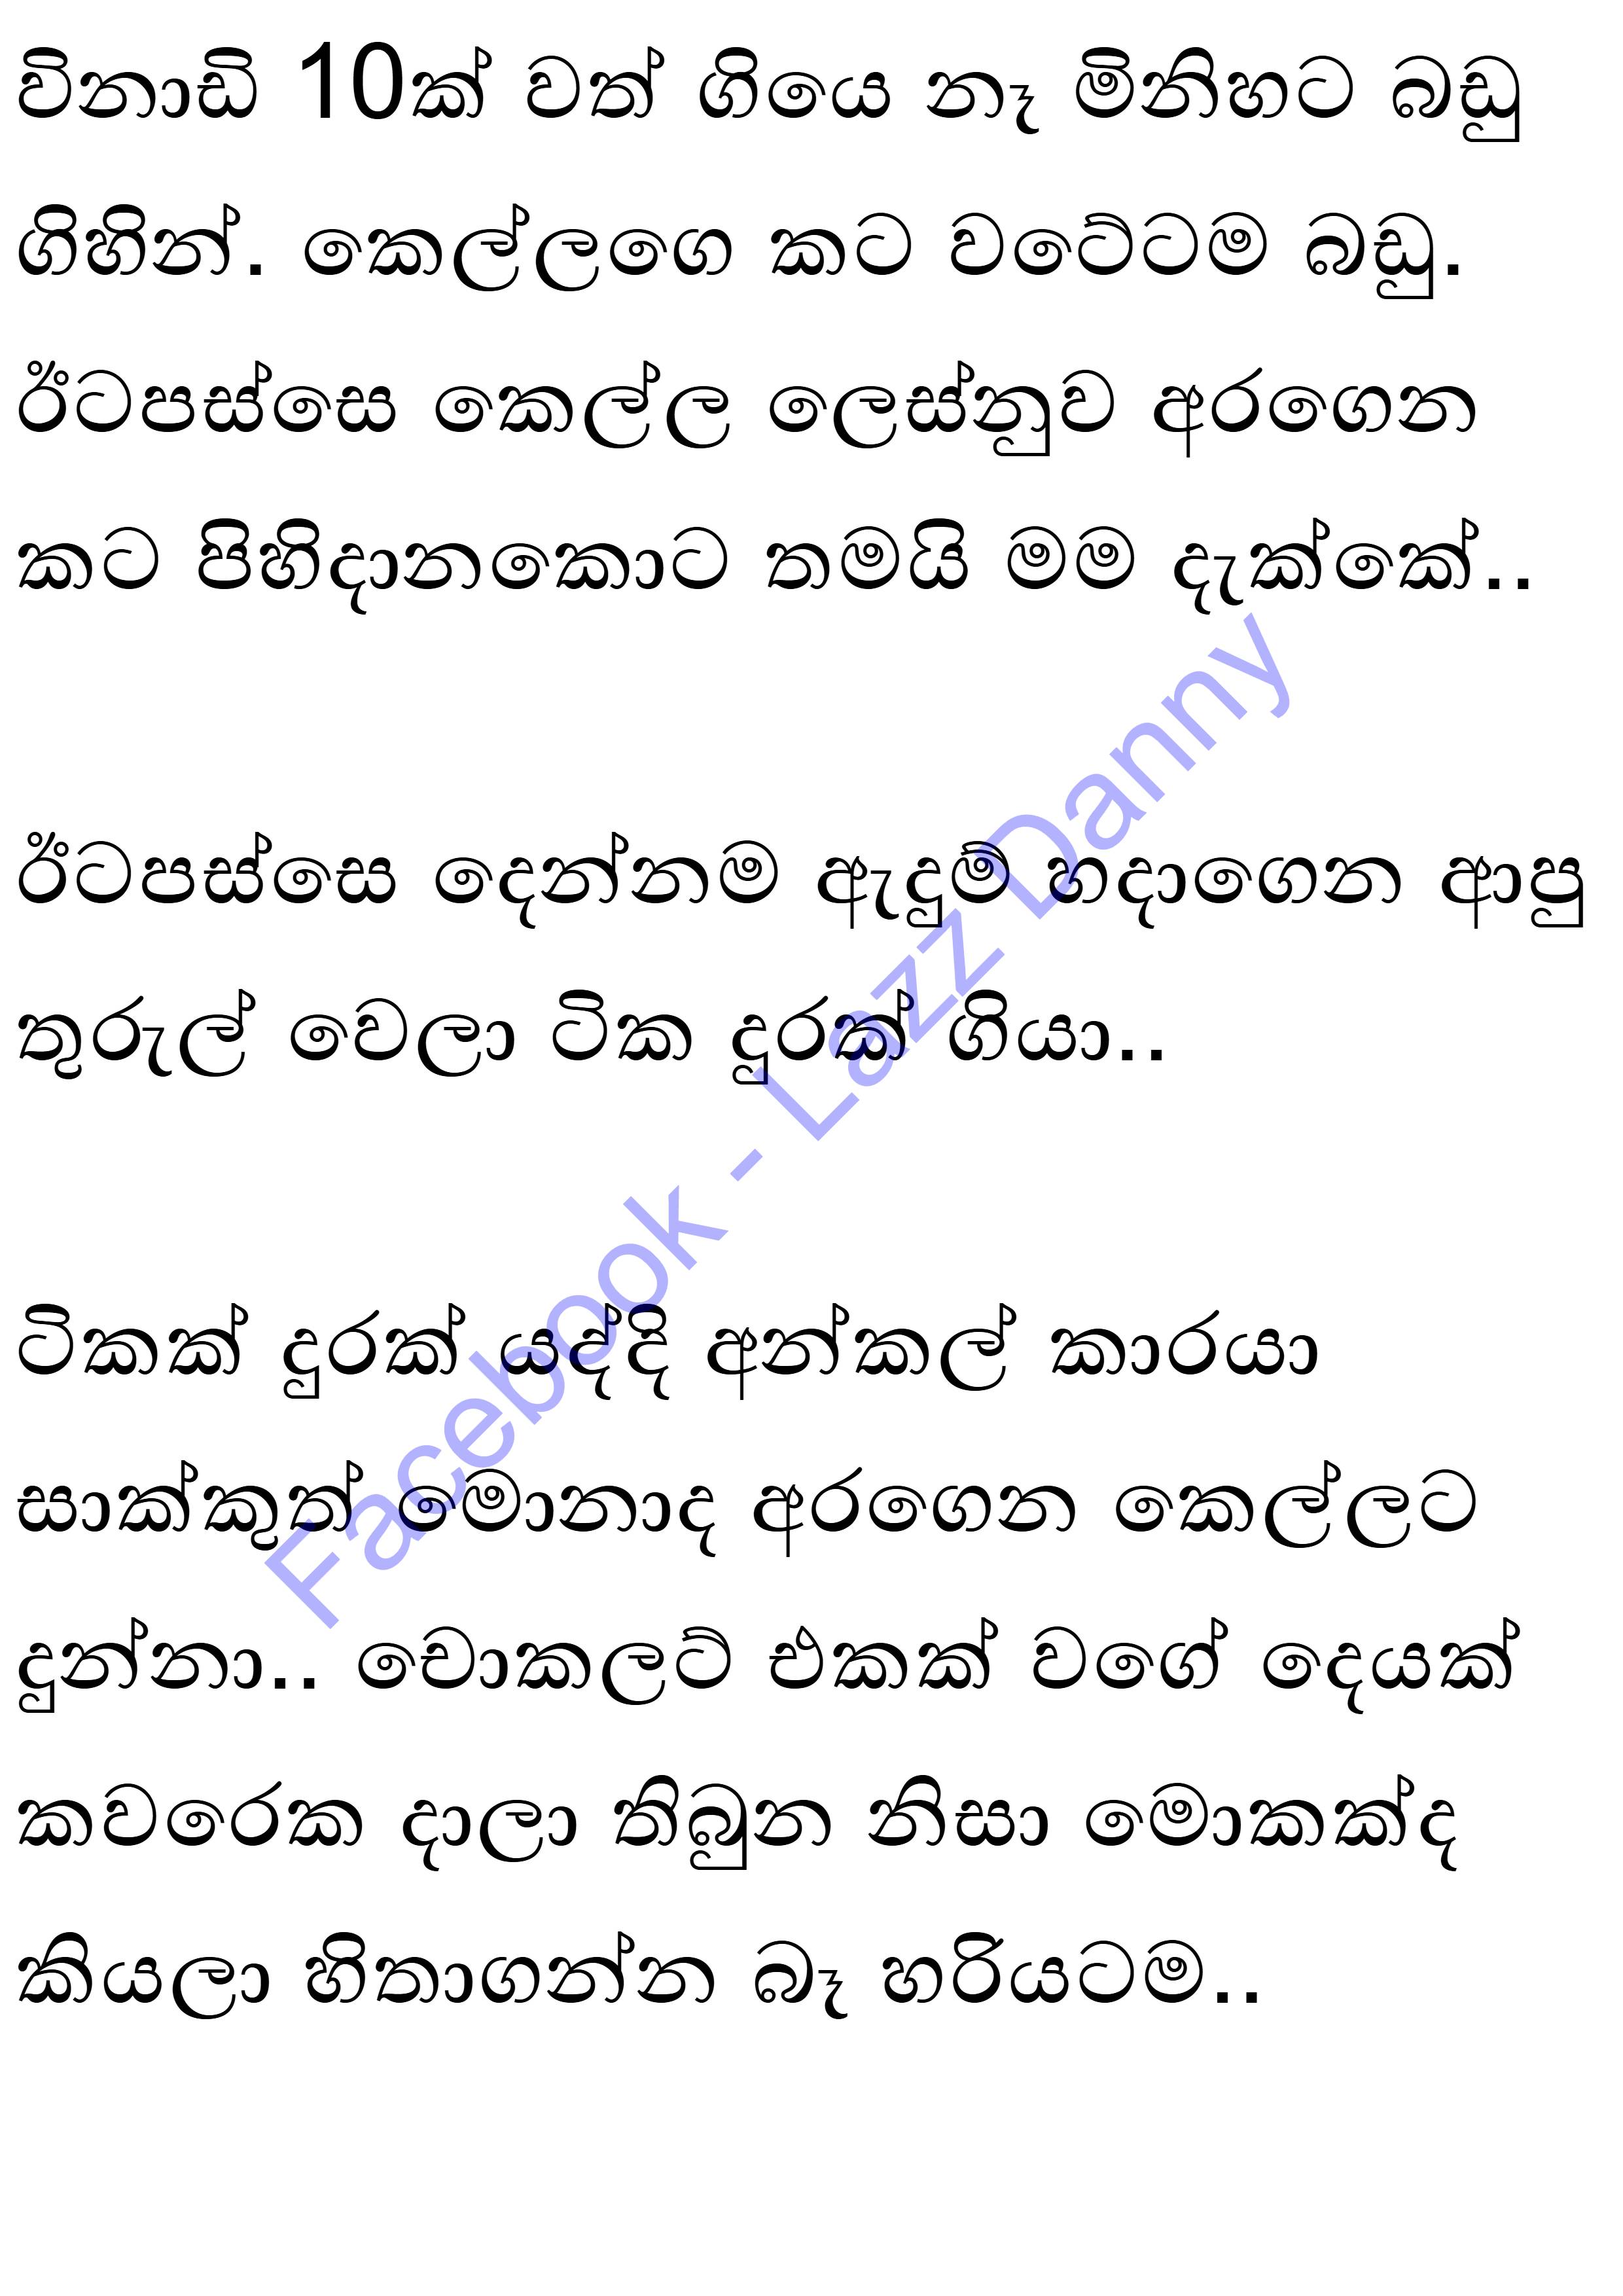 විනාඩි 10ක් වත් ගියෙ නෑ මිනිහට බඩු
ගිහින්. කෙල්ලගෙ කට වටේටම බඩු.
ඊටපස්සෙ කෙල්ල ලෙස්නුව අරගෙන
කට පිහිදානකොට තමයි මම දැක්කේ..
ඊටපස්සෙ දෙන්නම ඇදුම් හදාගෙන ආපු
තුරුල් වෙලා ටික දුරක් ගියා..
ටිකක් දුරක් යද්දි අන්කල් කාරයා
සාක්කුන් මොනාද අරගෙන කෙල්ලට
දුන්නා.. චොකලට් එකක් වගේ දෙයක්
කවරෙක දාලා තිබුන නිසා මොකක්ද
කියලා හිතාගන්න බෑ හරියටම..
Facebook - Lazz Danny